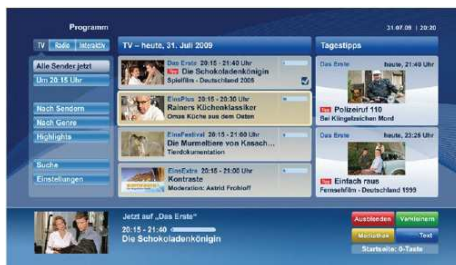 Programm
31.07.09 | 20:20
TV Radio Interaktiv
TV – heute, 31. Juli 2009
Tagestipps
Alle Sender jetzt
Um 20:15 Uhr
Nach Sendern
Nach Genre
Highlights
Suche
Einstellungen
Das Erste 20:15 - 21:40 Uhr
Die Schokoladenkönigin
Spielfilm - Deutschland 2005
EinsPlus 20:15 - 20:30 Uhr
Rainers Küchenklassiker
Omas Küche aus dem Osten
EinsFestival 20:15 - 21:00 Uhr
Die Murmeltiere von Kasach...
Tierdokumentation
EinsExtra 20:15 - 21:00 Uhr
Kontraste
Moderation: Astrid Frohloff
Das Erste heute, 21:40 Uhr
Polizeiruf 110
Bei Klingelzeichen Mord
Das Erste heute, 23:25 Uhr
Einfach raus
Fernsehfilm - Deutschland 1999
Jetzt auf „Das Erste“
20:15 - 21:40
Die Schokoladenkönigin
Ausblenden Verkleinern
Mediathek Text
Startseite: 0-Taste